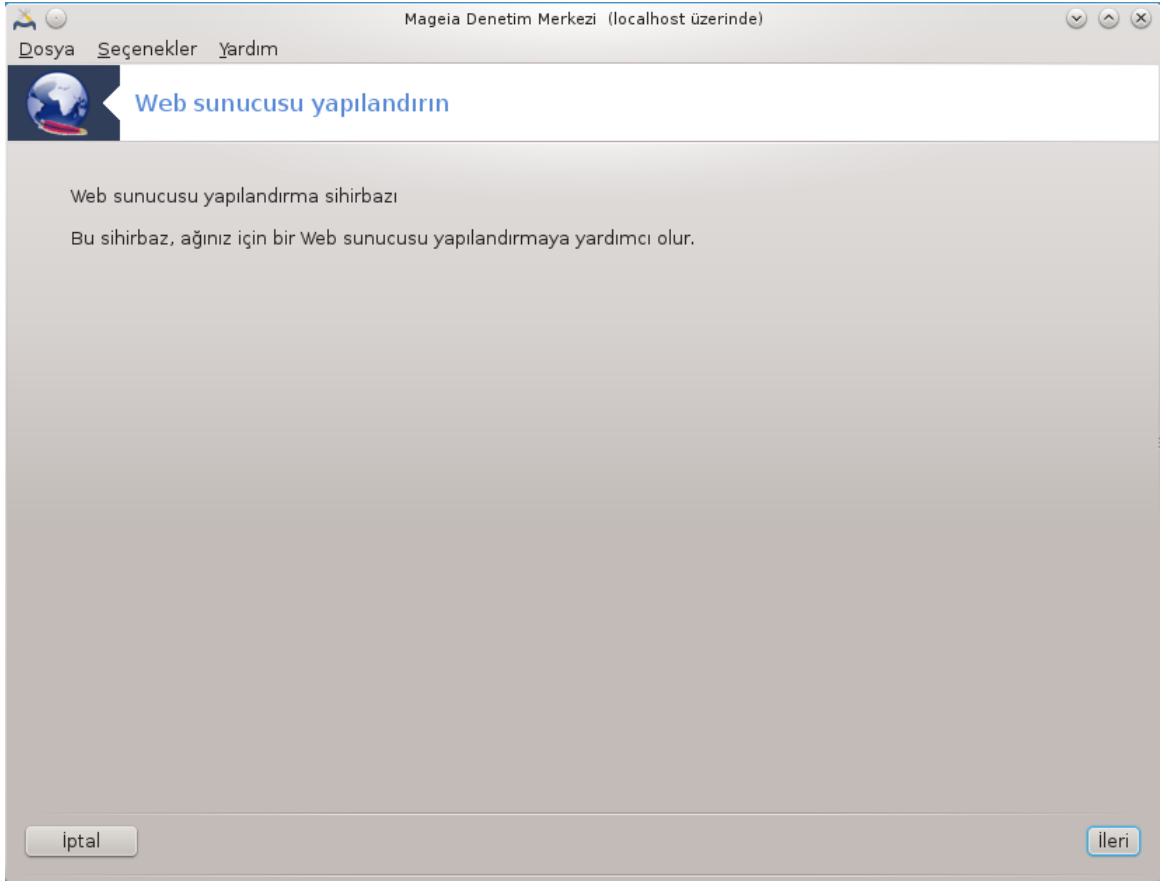 Mageia Denetim Merkezi (localhost üzerinde)
Dosya Seçenekler Yardım
Web sunucusu yapılandırın
Web sunucusu yapılandırma sihirbazı
Bu sihirbaz, ağınız için bir Web sunucusu yapılandırmaya yardımcı olur.
İptal İleri